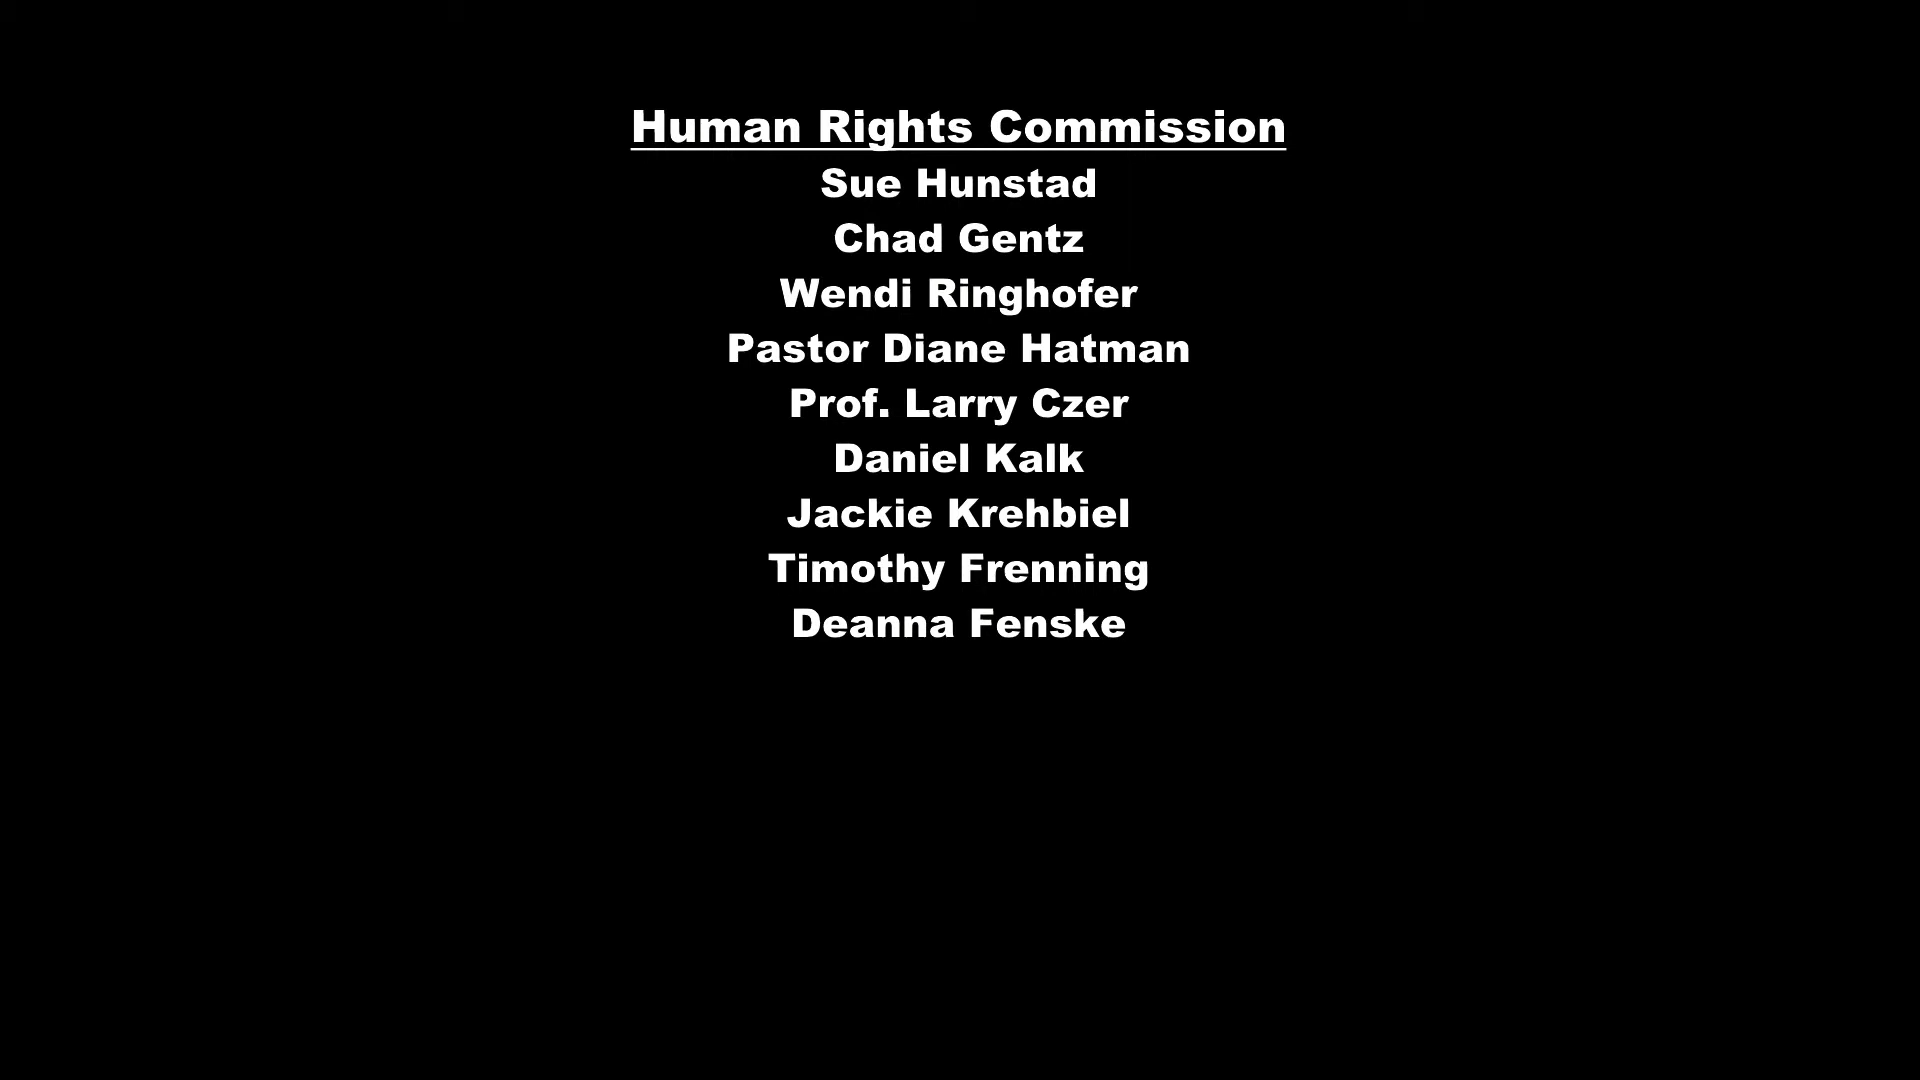 Human Rights Commission
Sue Hunstad
Chad Gentz
Wendi Ringhofer
Pastor Diane Hatman
Prof. Larry Czer
Daniel Kalk
Jackie Krehbiel
Timothy Frenning
Deanna Fenske